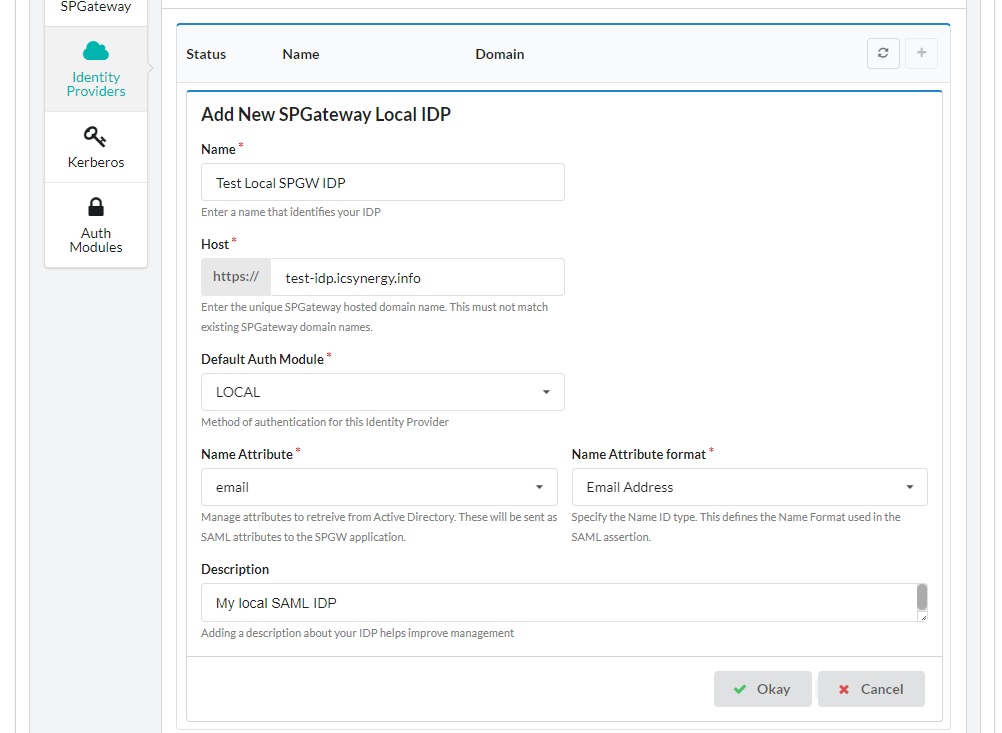 SPGateway
Identity
Providers
Kerberos
Auth
Modules
Status Name Domain
Add New SPGateway Local IDP
Name *
Test Local SPGW IDP
Enter a name that identifies your IDP
Host *
https:// test-idp.icsynergy.info
Enter the unique SPGateway hosted domain name. This must not match
existing SPGateway domain names.
Default Auth Module *
LOCAL
Method of authentication for this Identity Provider
Name Attribute * Name Attribute format *
email Email Address
Manage attributes to retreive from Active Directory. These will be sent as
SAML attributes to the SPGW application.
Specify the Name ID type. This defines the Name Format used in the
SAML assertion.
Description
My local SAML IDP
Adding a description about your IDP helps improve management
Okay Cancel